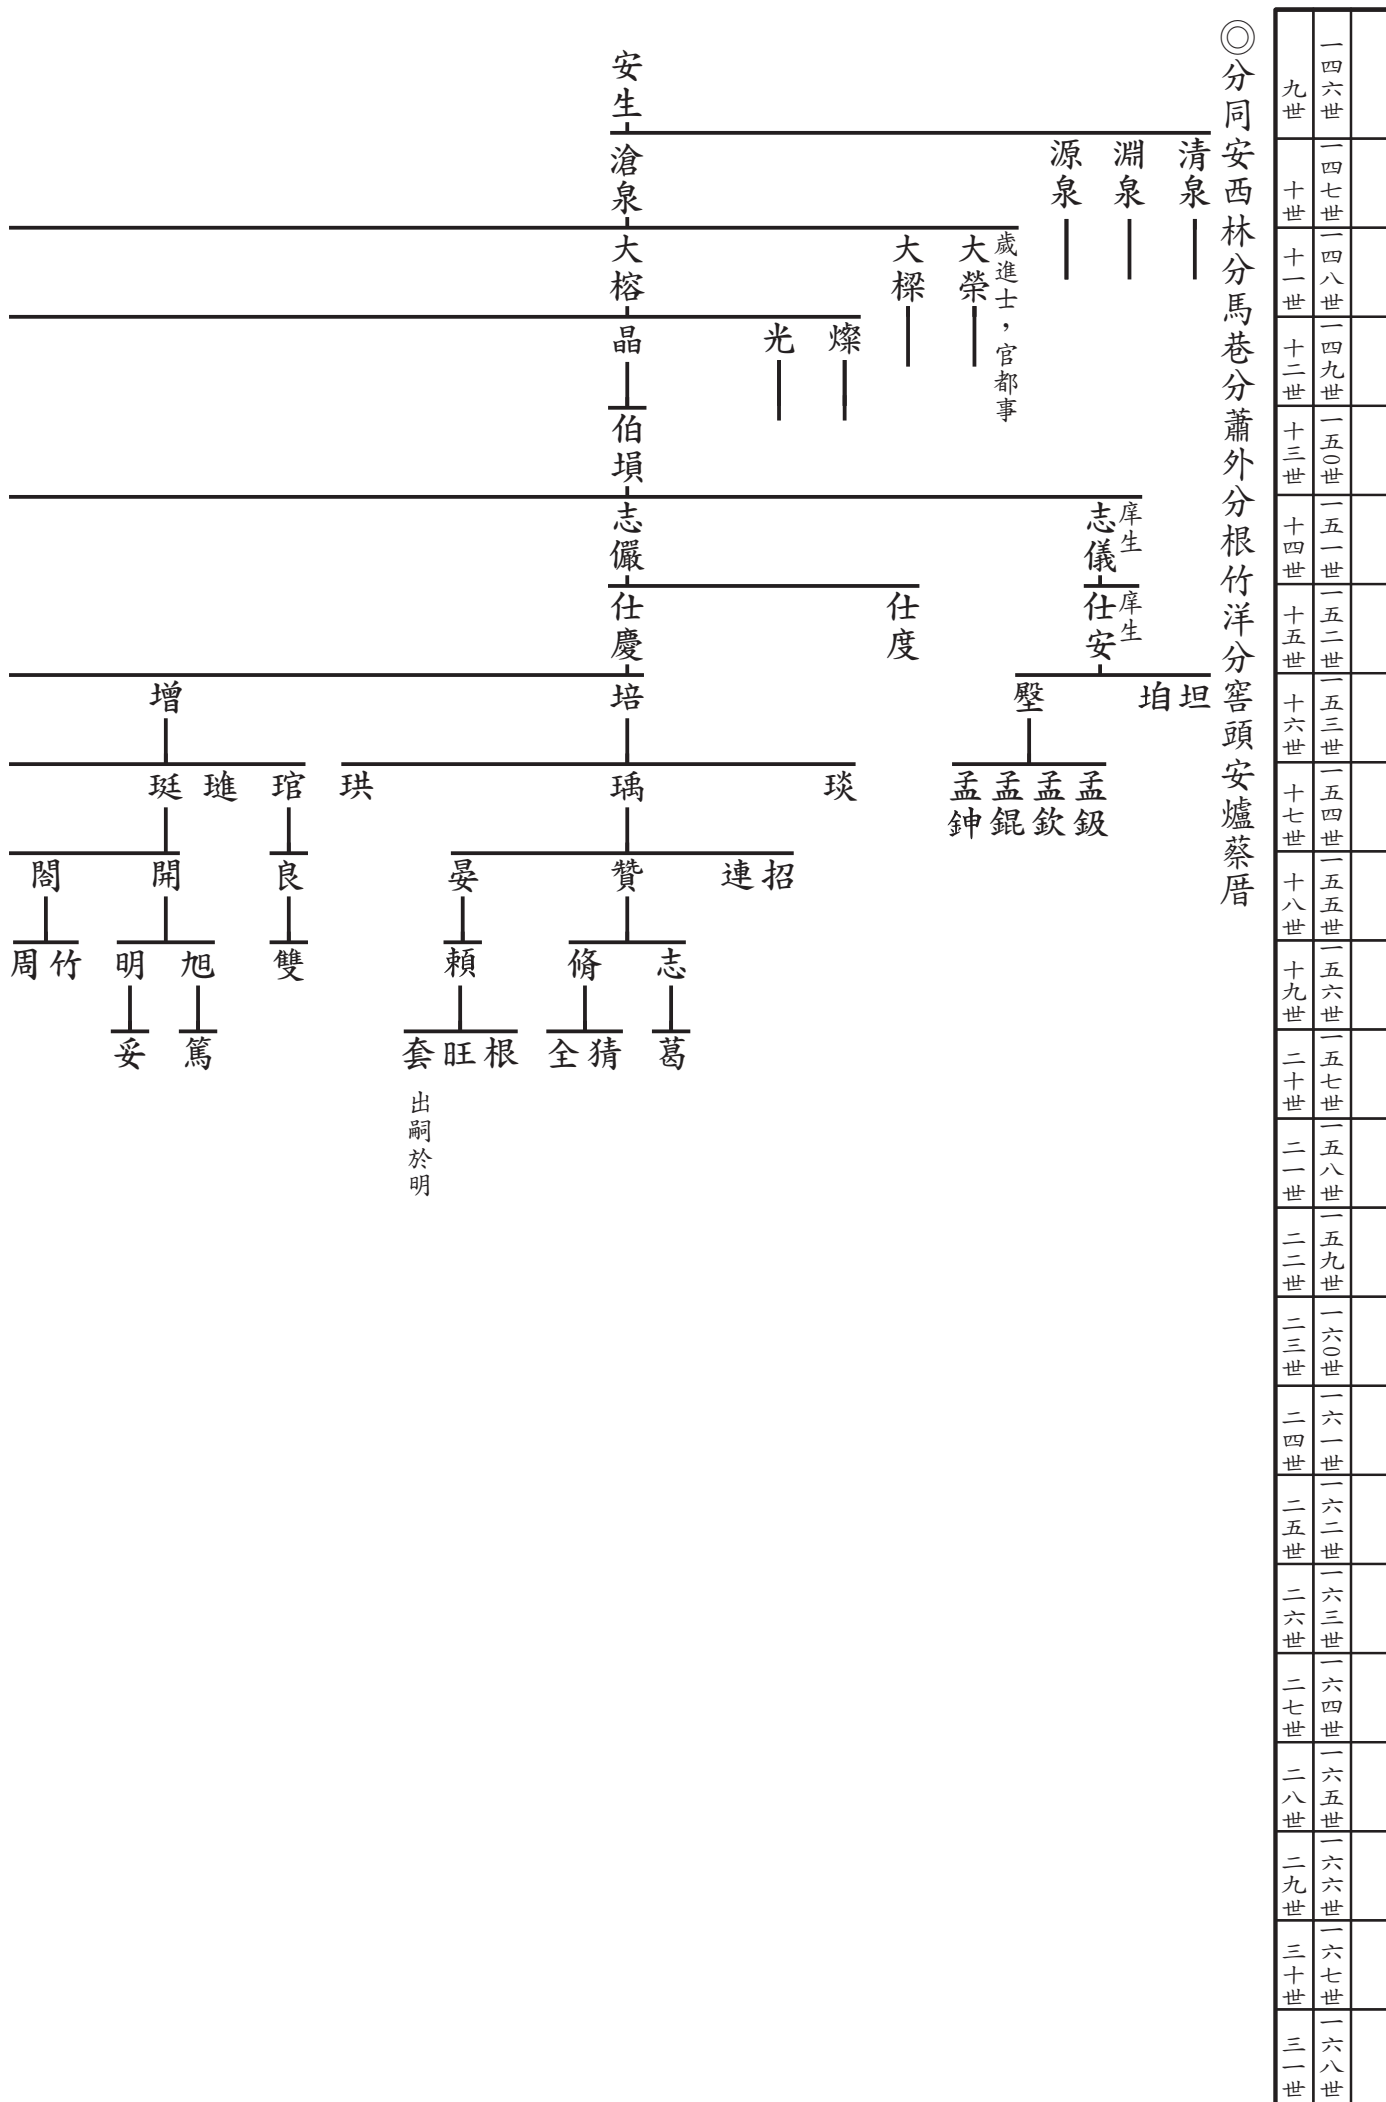 一四六世
一四七世
一四八世
一四九世
一五〇世
一五一世
一五二世
一五三世
一五四世
一五五世
一五六世
一五七世
一五八世
一五九世
一六〇世
一六一世
一六二世
一六三世
一六四世
一六五世
一六六世
一六七世
一六八世
九世
十世
十一世
十二世
十三世
十四世
十五世
十六世
十七世
十八世
十九世
二十世
二一世
二二世
二三世
二四世
二五世
二六世
二七世
二八世
二九世
三十世
三一世
◎分同安西林分馬巷分蕭外分根竹洋分窖頭安爐蔡厝
安生
清泉
淵泉
源泉
滄泉
歲進士,官都事
大榮
大樑
大榕
燦
光
晶
伯塤
庠生
志儀
志儼
庠生
仕安
仕度
仕慶
坦
垍
壂
培
增
孟鈒
孟欽
孟錕
孟鈡
琰
瑀
珙
琯
璡
珽
招
連
贊
晏
良
開
閤
志
脩
賴
雙
旭
明
竹
周
葛
猜
全
根
旺
套
出嗣於明
篤
妥